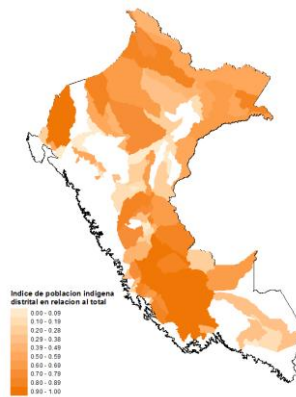 Indice de poblacion indigena
distrital en relacion al total
0.00 - 0.09
0.10 - 0.19
0.20 - 0.28
0.29 - 0.38
0.39 - 0.49
0.50 - 0.59
0.60 - 0.69
0.70 - 0.79
0.80 - 0.89
0.90 - 1.00